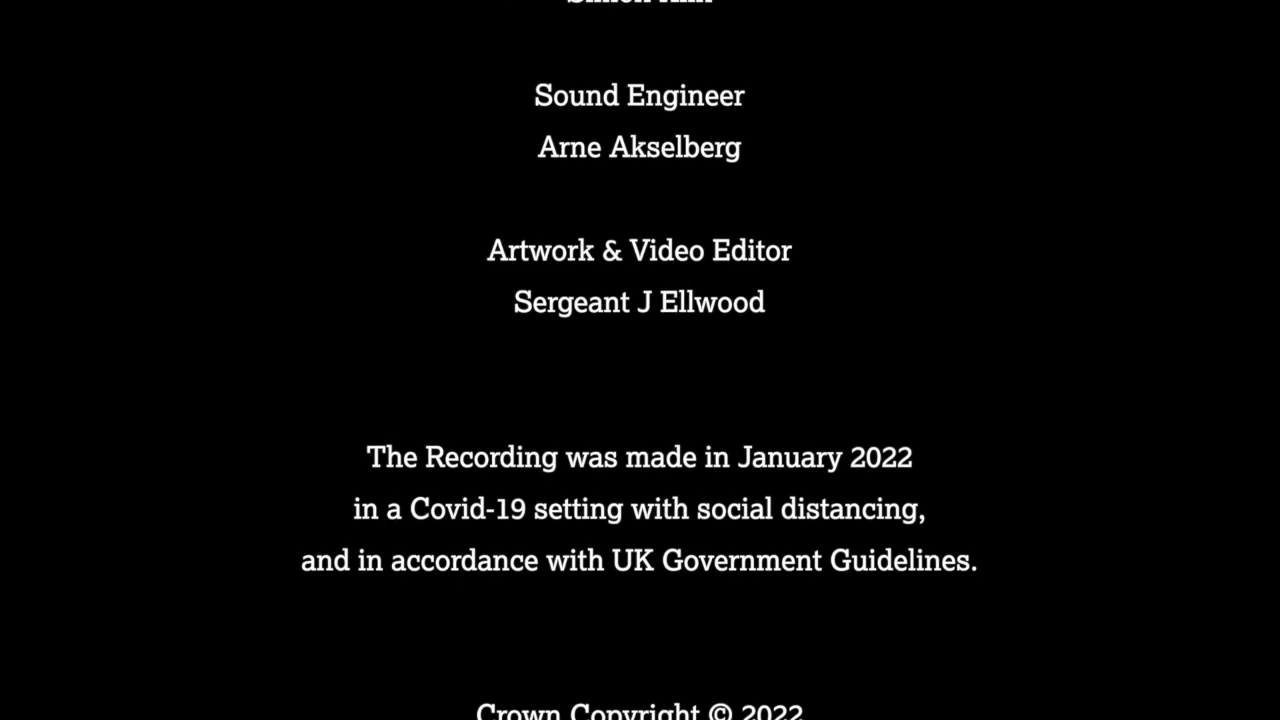 Sound Engineer
Arne Akselberg
Artwork & Video Editor
Sergeant J Ellwood
The Recording was made in January 2022
in a Covid-19 setting with social distancing,
and in accordance with UK Government Guidelines.
Crown Copyright © 2022